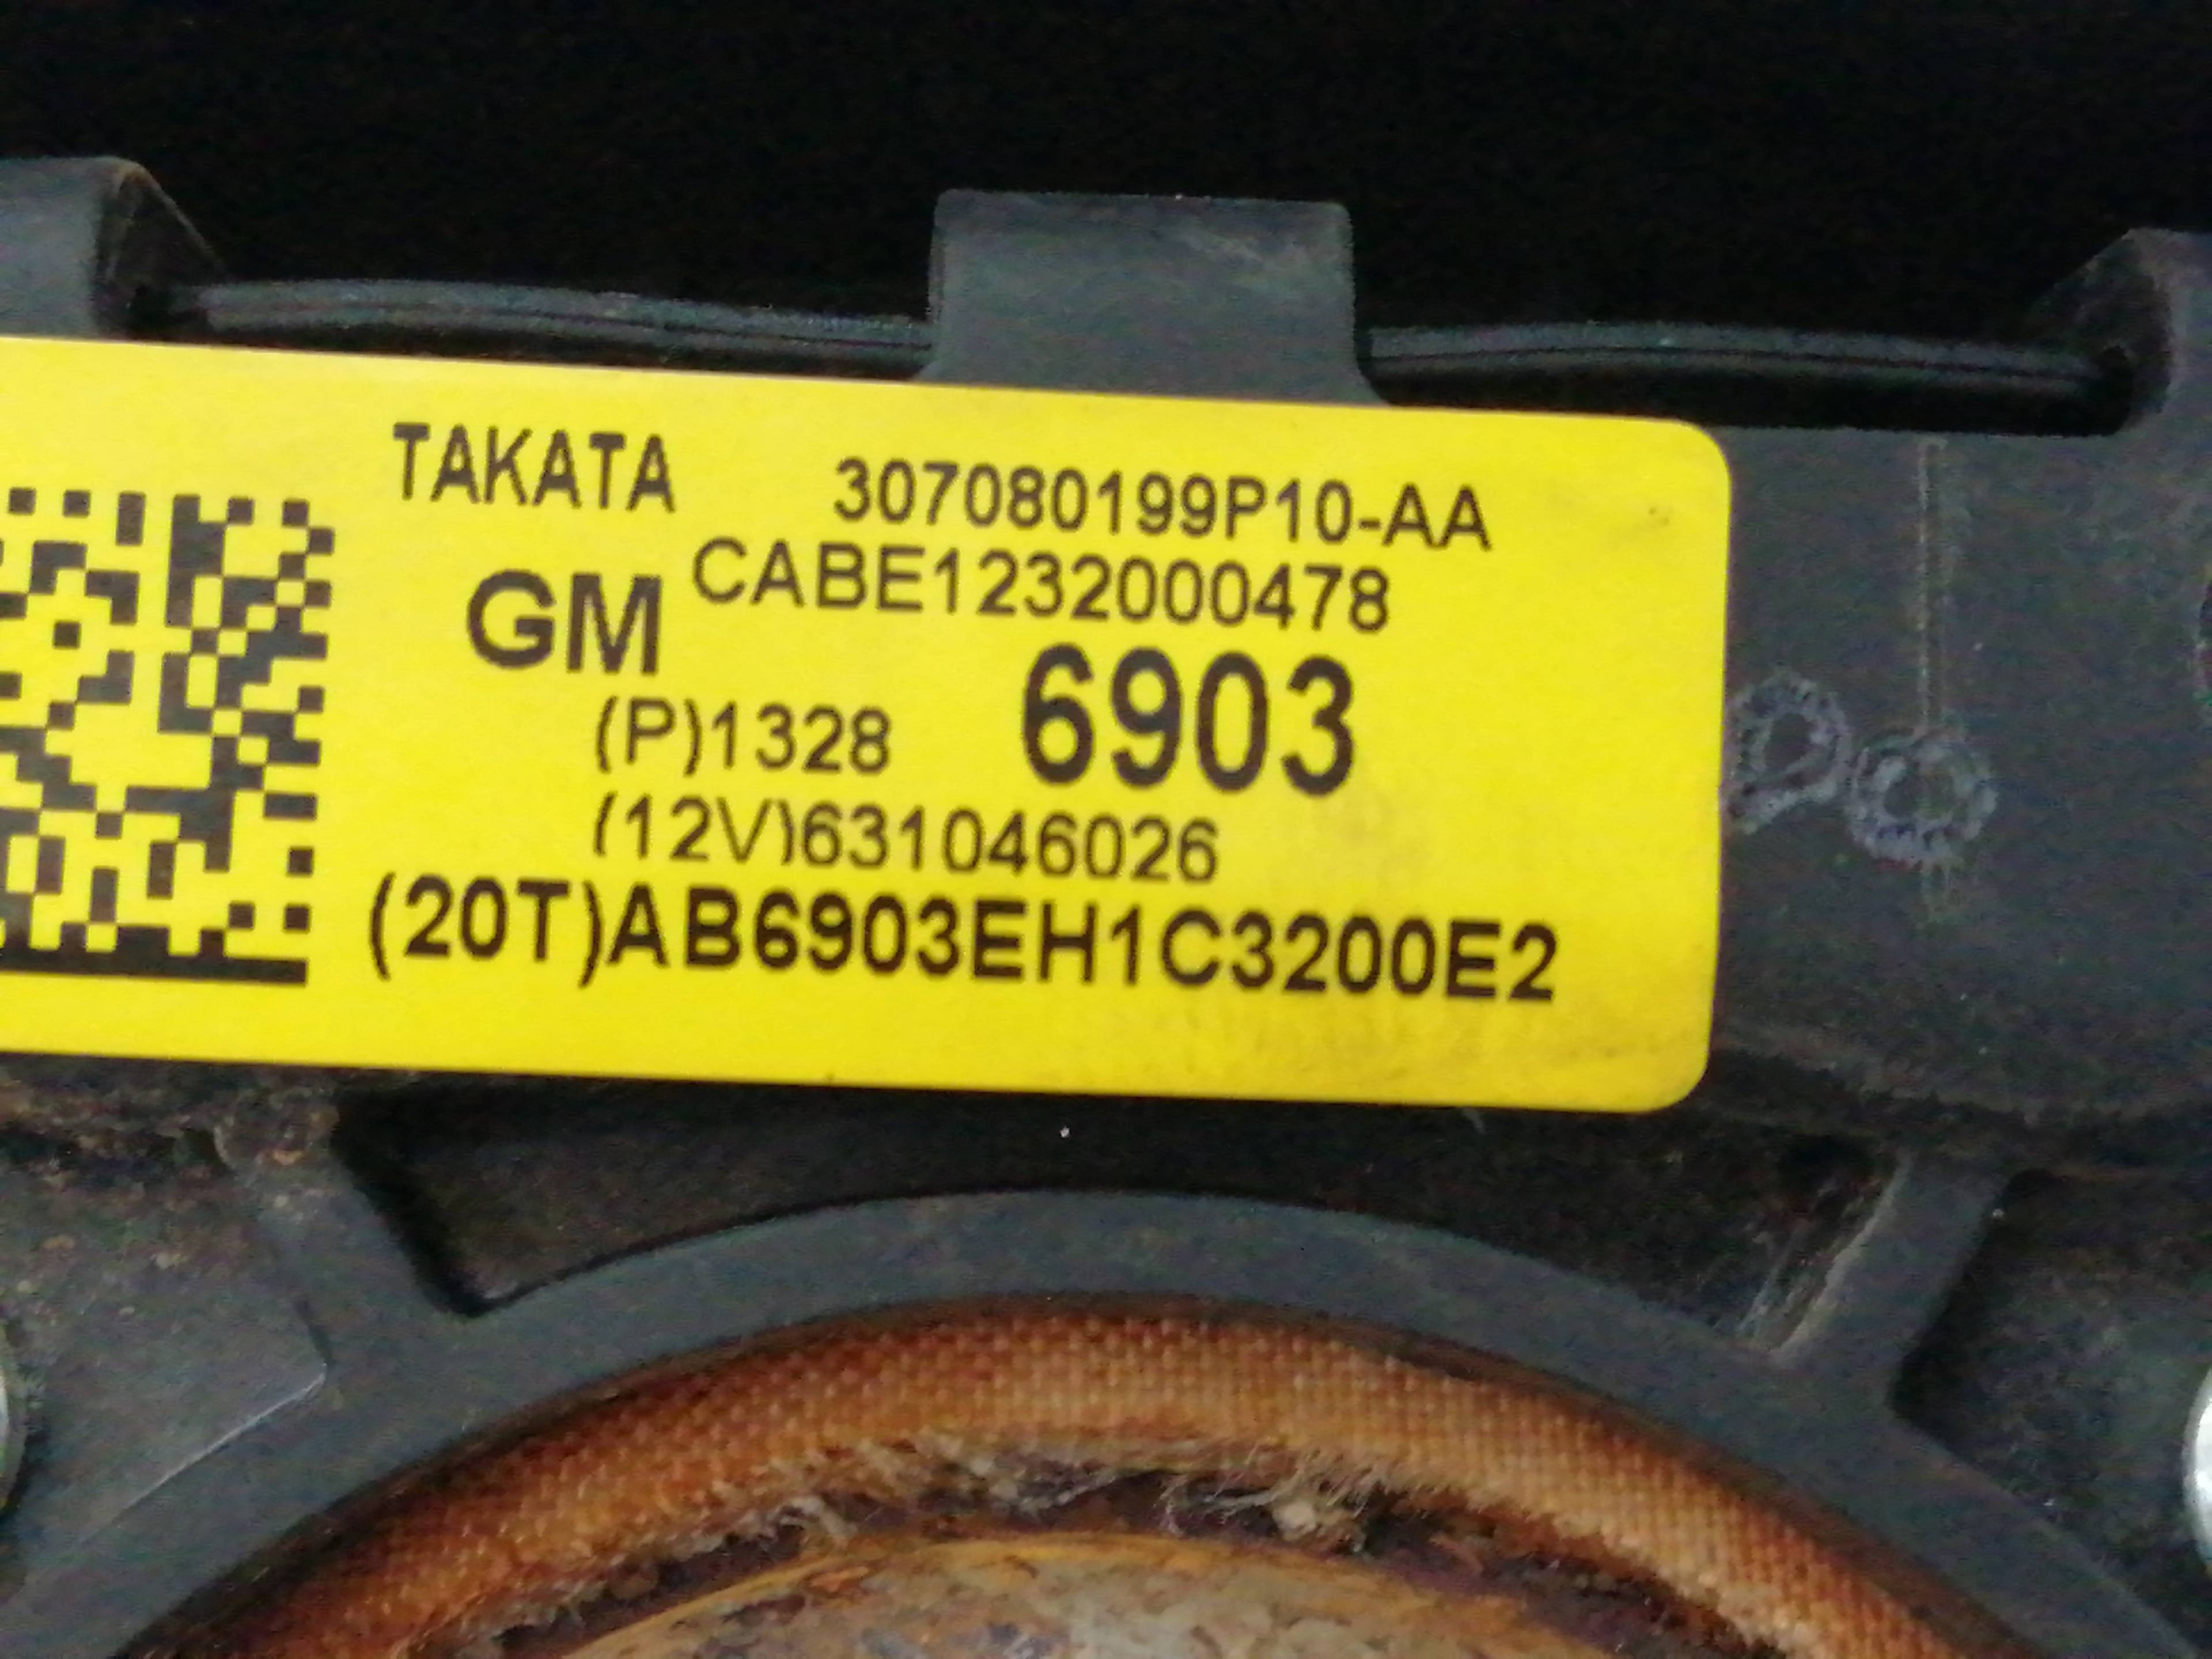 TAKATA 307080199P10-AA
GM CABE1232000478
(P)1328 6903
(12V)631046026
(20T)AB6903EH1C3200E2